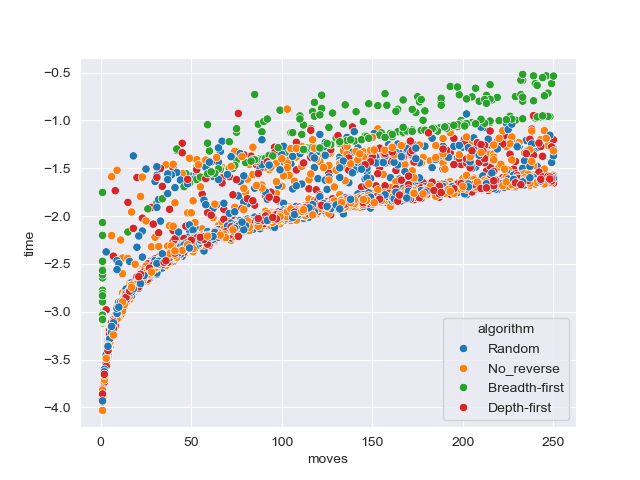 −0.5
−1.0
−1.5
−2.0
−2.5
−3.0
−3.5
−4.0
time
0
50
100
150
200
250
moves
algorithm
Random
No_reverse
Breadth-first
Depth-first